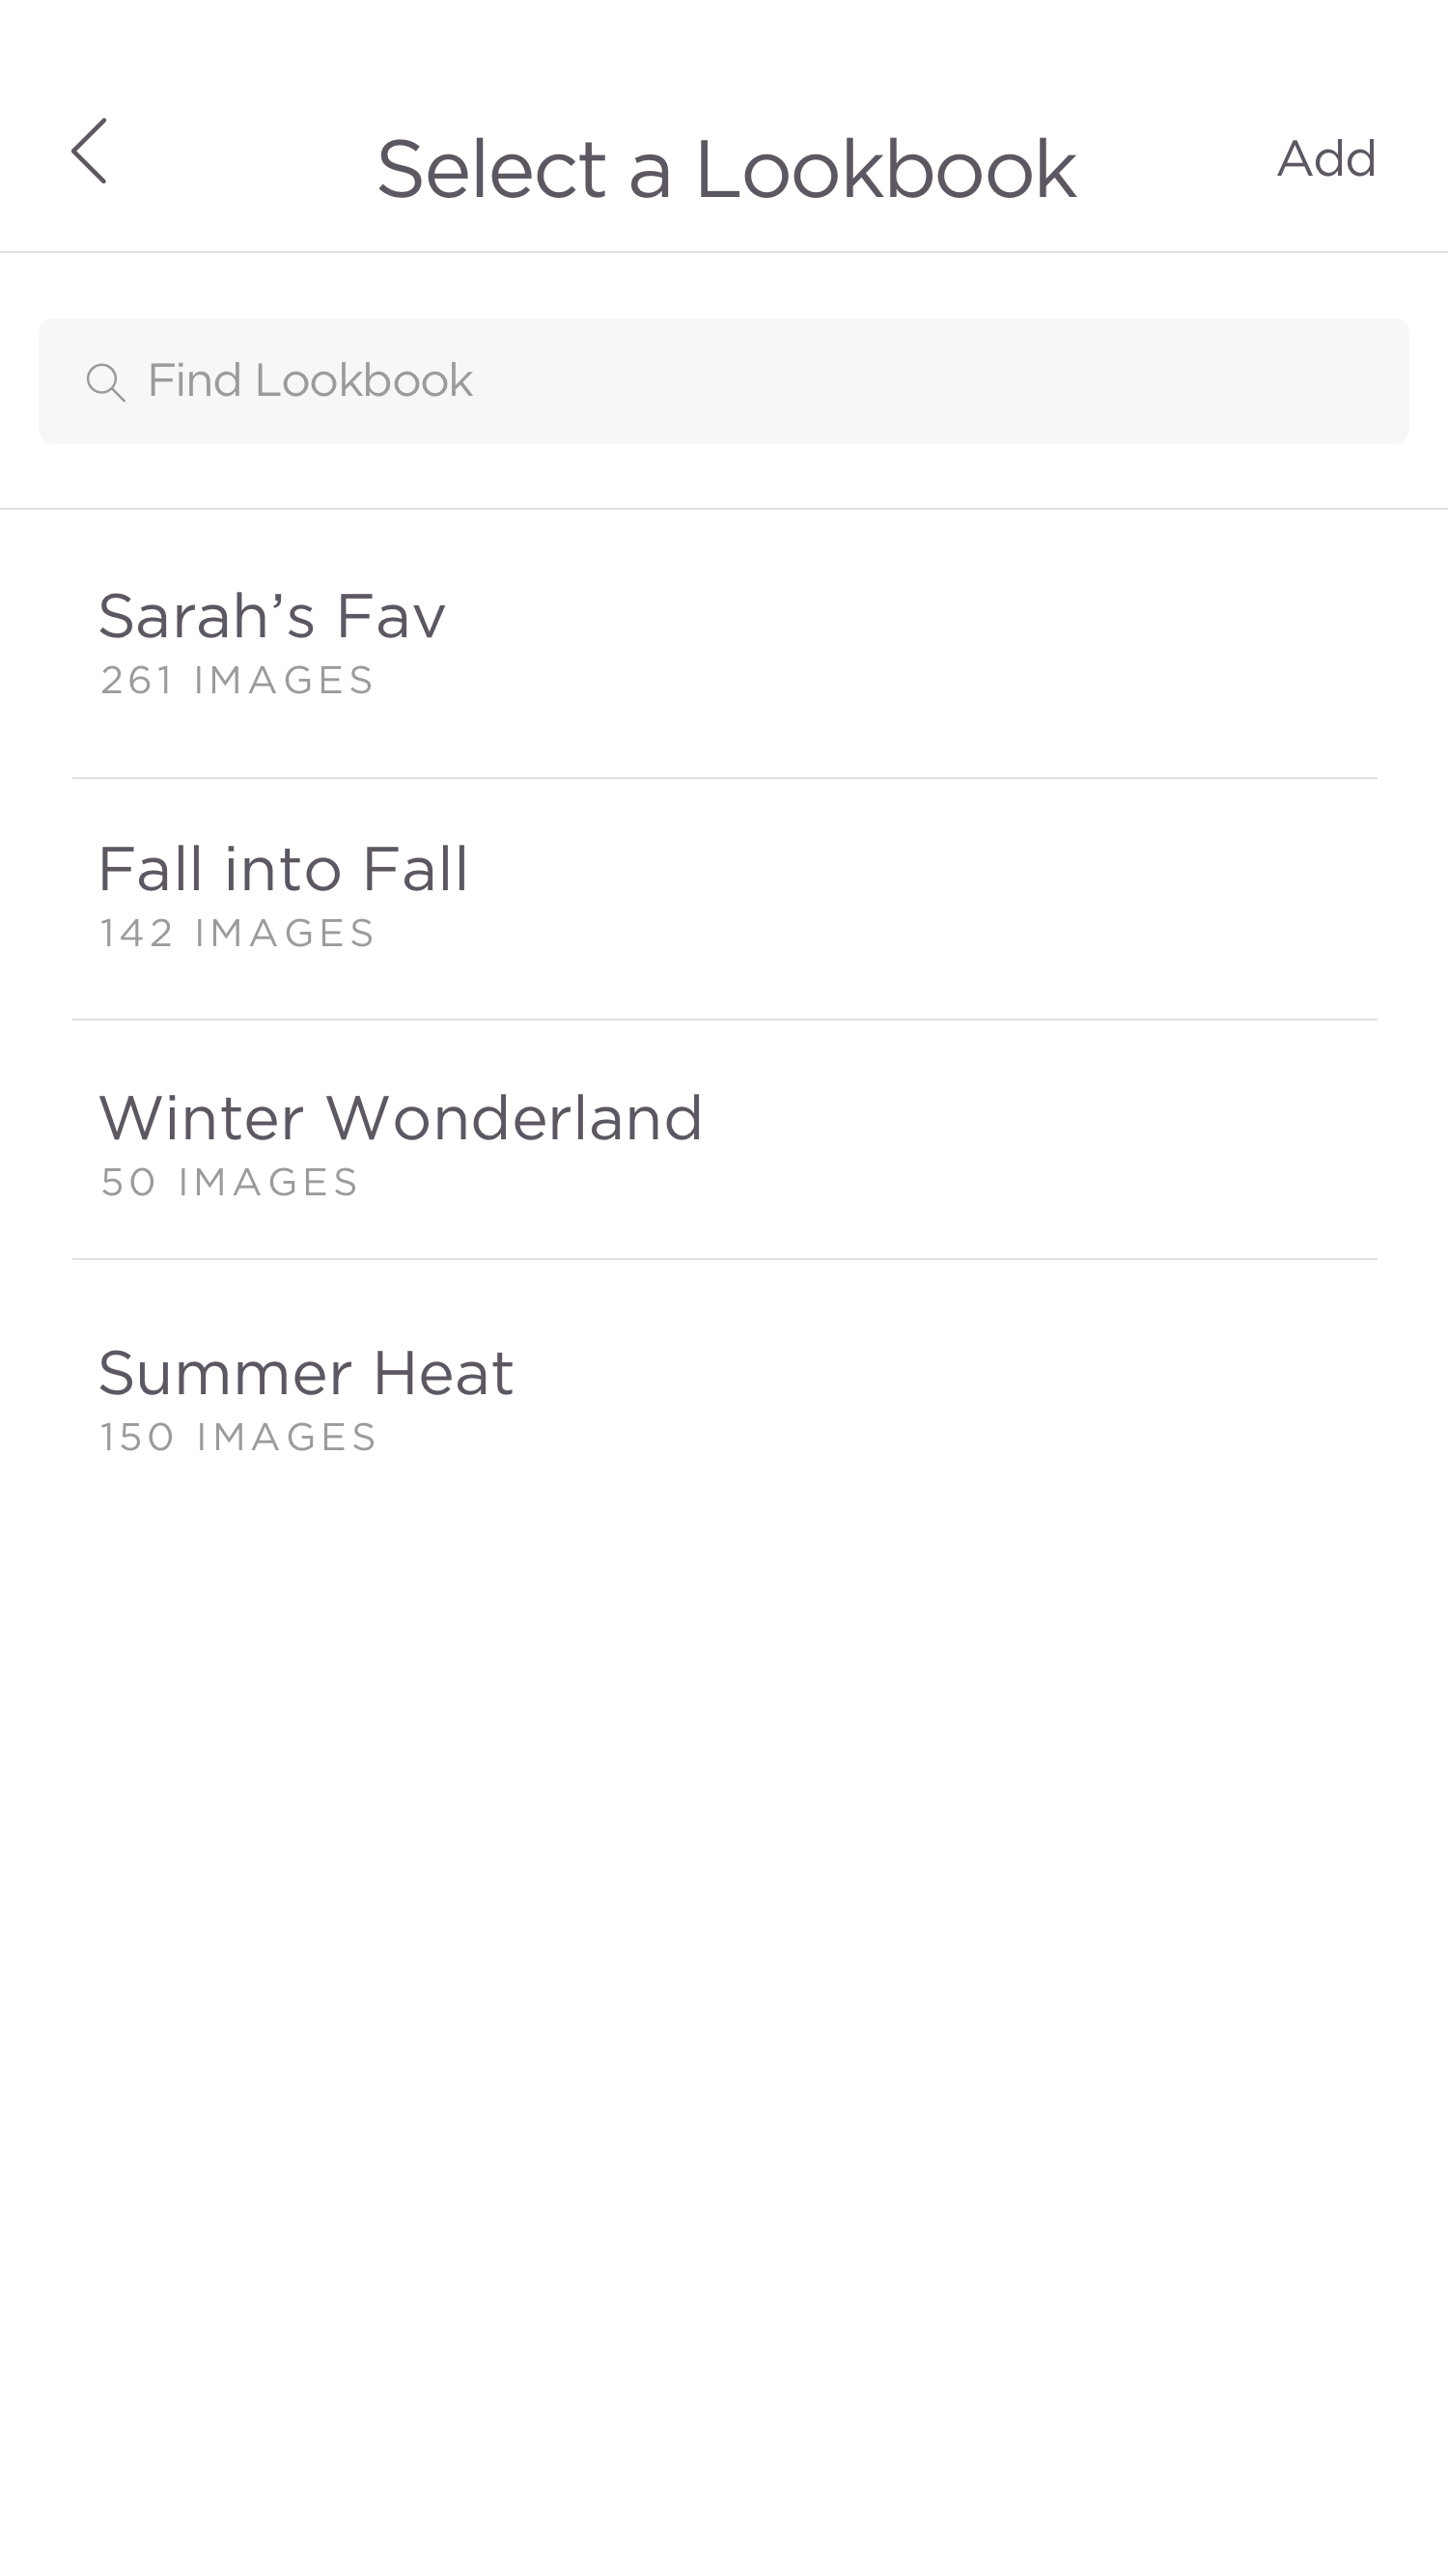 Select a Lookbook
Add
Find Lookbook
Sarah’s Fav
261 IMAGES
Fall into Fall
142 IMAGES
Winter Wonderland
50 IMAGES
Summer Heat
150 IMAGES